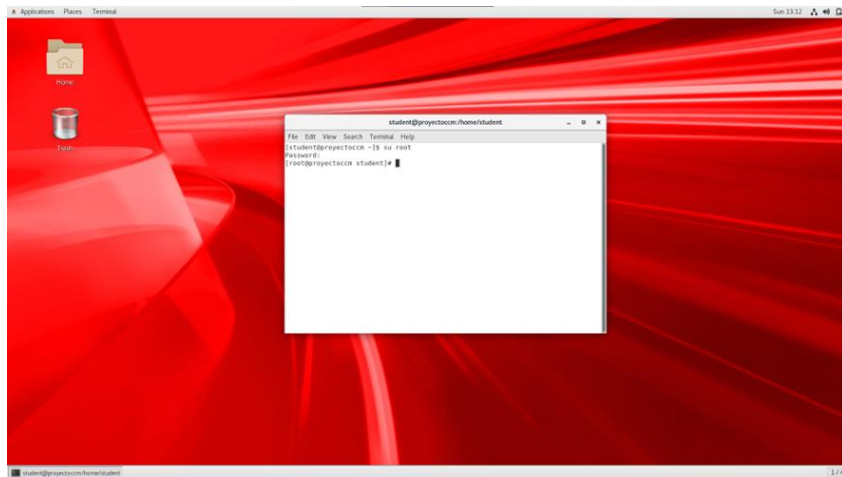 Applications Places Terminal
Sun 13:12
Home
Trash
student@proyectoccm:/home/student
File Edit View Search Terminal Help
[student@proyectoccm ~]$ su root
Password:
[root@proyectoccm student]#
student@proyectoccm:/home/student